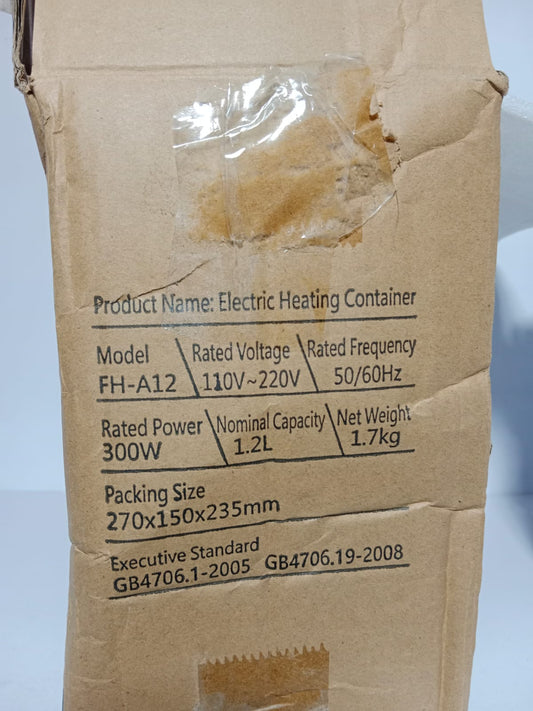 Product Name: Electric Heating Container
Model Rated Voltage Rated Frequency
FH-A12 110V~220V 50/60Hz
Rated Power Nominal Capacity Net Weight
300W 1.2L 1.7kg
Packing Size
270x150x235mm
Executive Standard
GB4706.1-2005 GB4706.19-2008